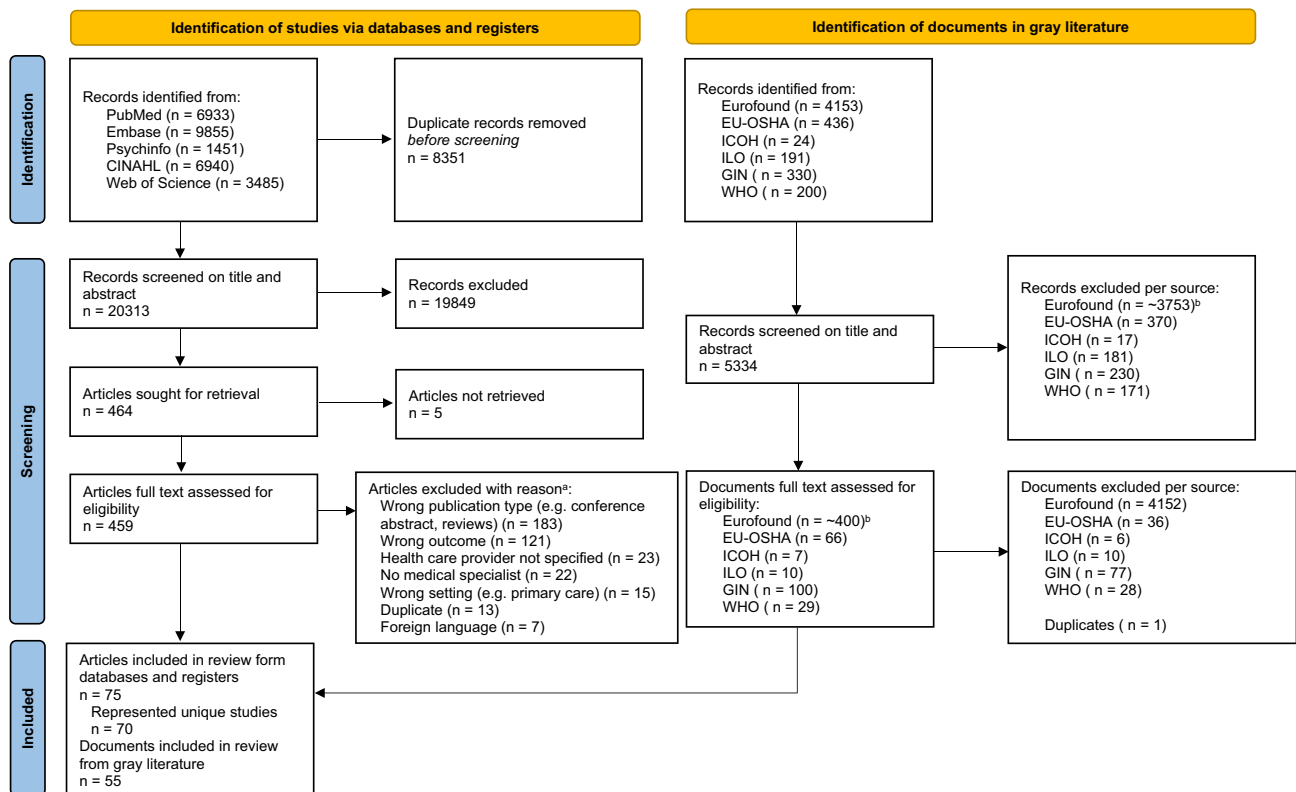 Identification of studies via databases and registers
Identification of documents in gray literature
Identification
Records identified from:
PubMed (n = 6933)
Embase (n = 9855)
Psychinfo (n = 1451)
CINAHL (n = 6940)
Web of Science (n = 3485)
Duplicate records removed
before screening
n = 8351
Records identified from:
Eurofound (n = 4153)
EU-OSHA (n = 436)
ICOH (n = 24)
ILO (n = 191)
GIN ( n = 330)
WHO ( n = 200)
Screening
Records screened on title and
abstract
n = 20313
Records excluded
n = 19849
Records screened on title and
abstract
n = 5334
Records excluded per source:
Eurofound (n = ~3753)b
EU-OSHA (n = 370)
ICOH (n = 17)
ILO (n = 181)
GIN (n = 230)
WHO (n = 171)
Articles sought for retrieval
n = 464
Articles not retrieved
n = 5
Articles full text assessed for
eligibility
n = 459
Articles excluded with reasona:
Wrong publication type (e.g. conference
abstract, reviews) (n = 183)
Wrong outcome (n = 121)
Health care provider not specified (n = 23)
No medical specialist (n = 22)
Wrong setting (e.g. primary care) (n = 15)
Duplicate (n = 13)
Foreign language (n = 7)
Documents full text assessed for
eligibility:
Eurofound (n = ~400)b
EU-OSHA (n = 66)
ICOH (n = 7)
ILO (n = 10)
GIN (n = 100)
WHO (n = 29)
Documents excluded per source:
Eurofound (n = 4152)
EU-OSHA (n = 36)
ICOH (n = 6)
ILO (n = 10)
GIN ( n = 77)
WHO (n = 28)
Duplicates ( n = 1)
Included
Articles included in review form
databases and registers
n = 75
Represented unique studies
n = 70
Documents included in review
from gray literature
n = 55